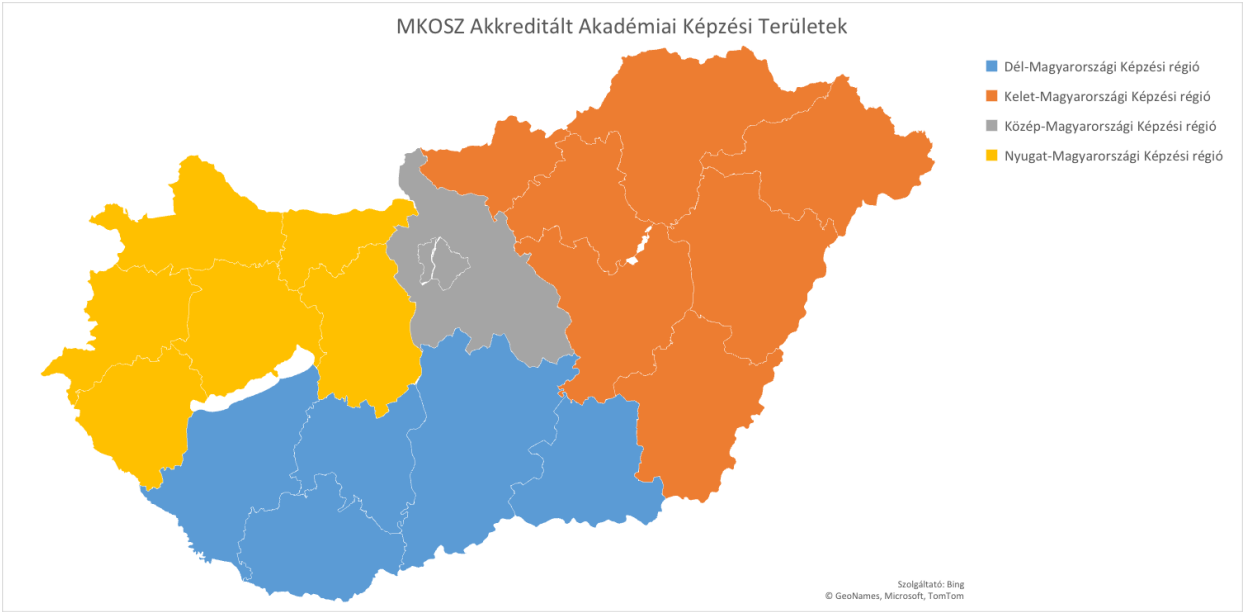 MKOSZ Akkreditált Akadémiai Képzési Területek
Dél-Magyarországi Képzési régió
Kelet-Magyarországi Képzési régió
Közép-Magyarországi Képzési régió
Nyugat-Magyarországi Képzési régió
Szolgáltató: Bing
© GeoNames, Microsoft, TomTom